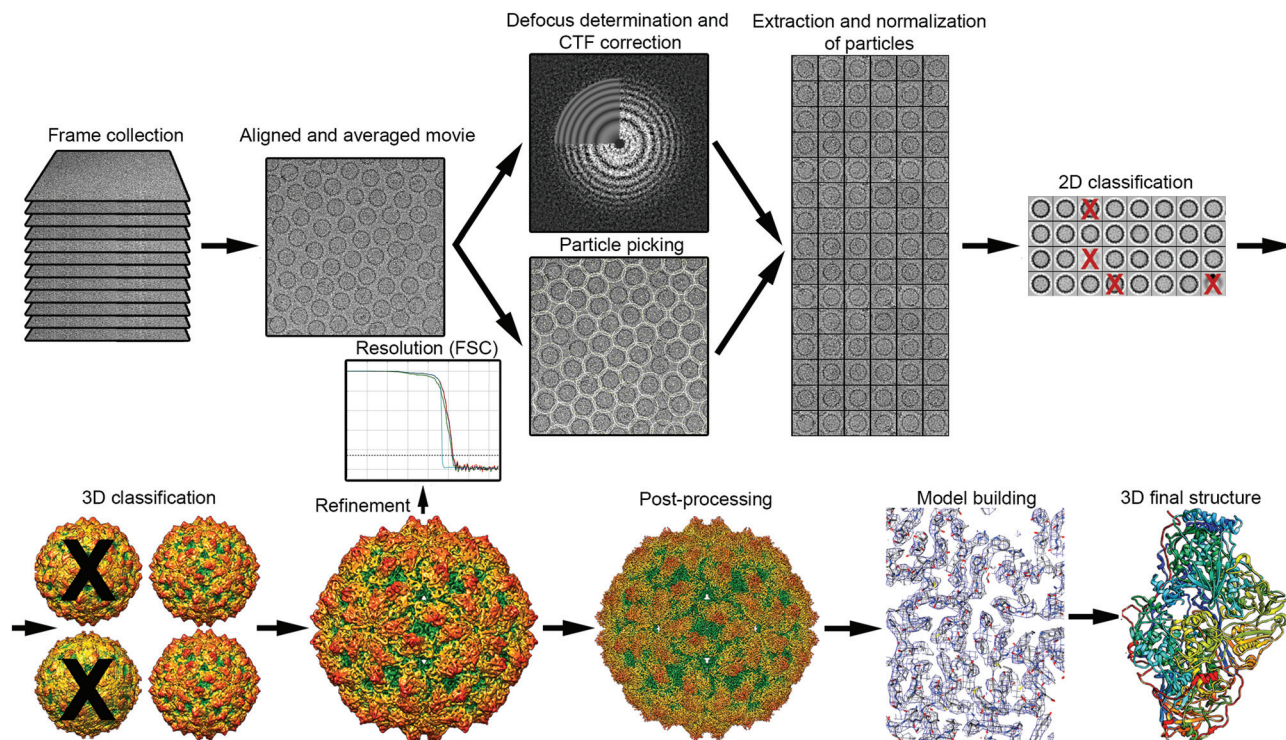 Defocus determination and
CTF correction
Extraction and normalization
of particles
Frame collection
Aligned and averaged movie
2D classification
X
X
X
X
Particle picking
Resolution (FSC)
3D classification
Refinement
Post-processing
Model building
3D final structure
X
X